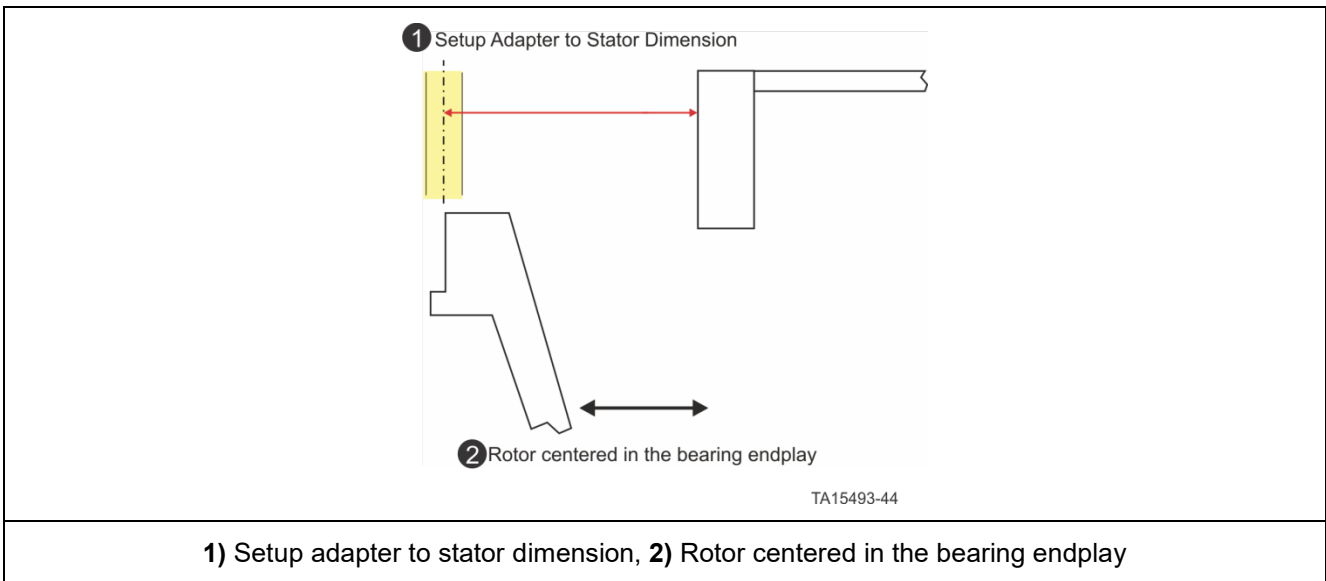 1 Setup Adapter to Stator Dimension
2 Rotor centered in the bearing endplay
TA15493-44
1) Setup adapter to stator dimension, 2) Rotor centered in the bearing endplay